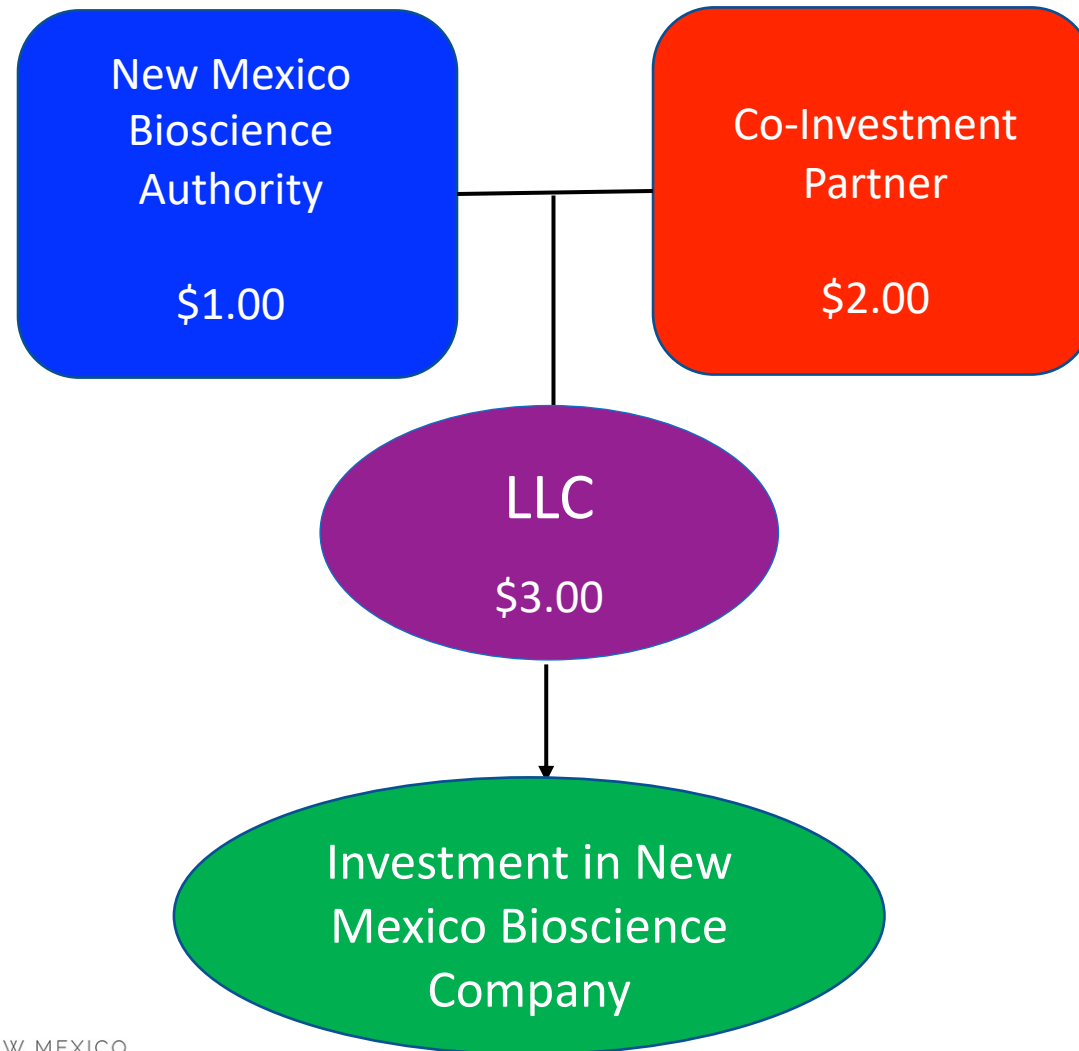 New Mexico
Bioscience
Authority
$1.00
Co-Investment
Partner
$2.00
LLC
$3.00
Investment in New
Mexico Bioscience
Company
MEXICO